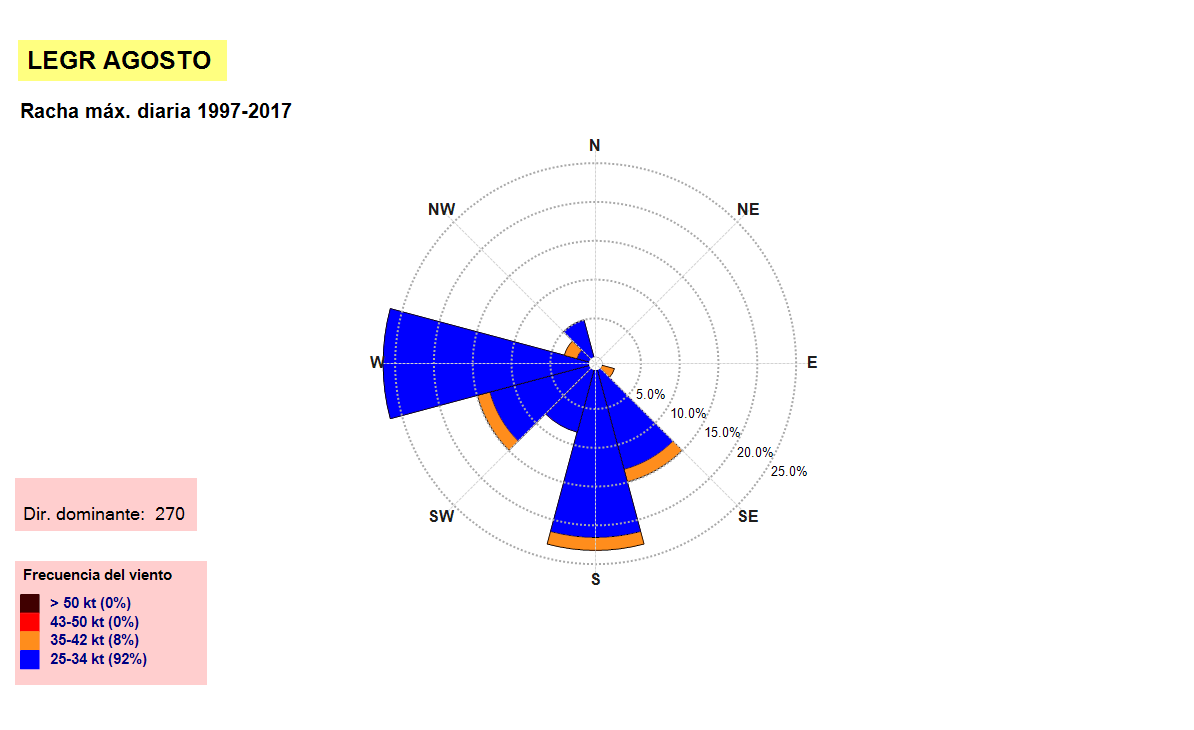 LEGR AGOSTO
Racha máx. diaria 1997-2017
N
NW
NE
W
E
5.0%
10.0%
15.0%
20.0%
25.0%
SW
SE
S
Dir. dominante: 270
Frecuencia del viento
> 50 kt (0%)
43-50 kt (0%)
35-42 kt (8%)
25-34 kt (92%)